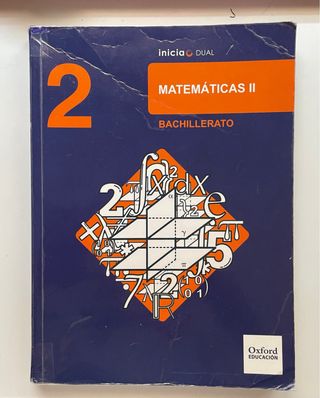 inicia DUAL
2
MATEMÁTICAS II
BACHILLERATO
Oxford
EDUCACIÓN